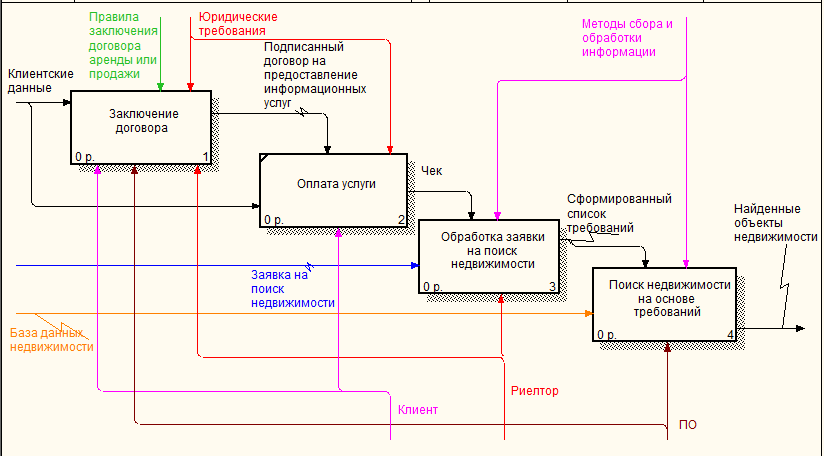 Правила
заключения
договора
аренды или
продажи
Юридические
требования
Методы сбора и
обработки
информации
Клиентские
данные
Подписанный
договор на
предоставление
информационных
услуг
Заключение
договора
0 р.
1
Оплата услуги
0 р.
2
Чек
Обработка заявки
на поиск
недвижимости
0 р.
3
Сформированный
список
требований
Найденные
объекты
недвижимости
Поиск недвижимости
на основе
требований
0 р.
4
Заявка на
поиск
недвижимости
База данных
недвижимости
Клиент
Риелтор
ПО